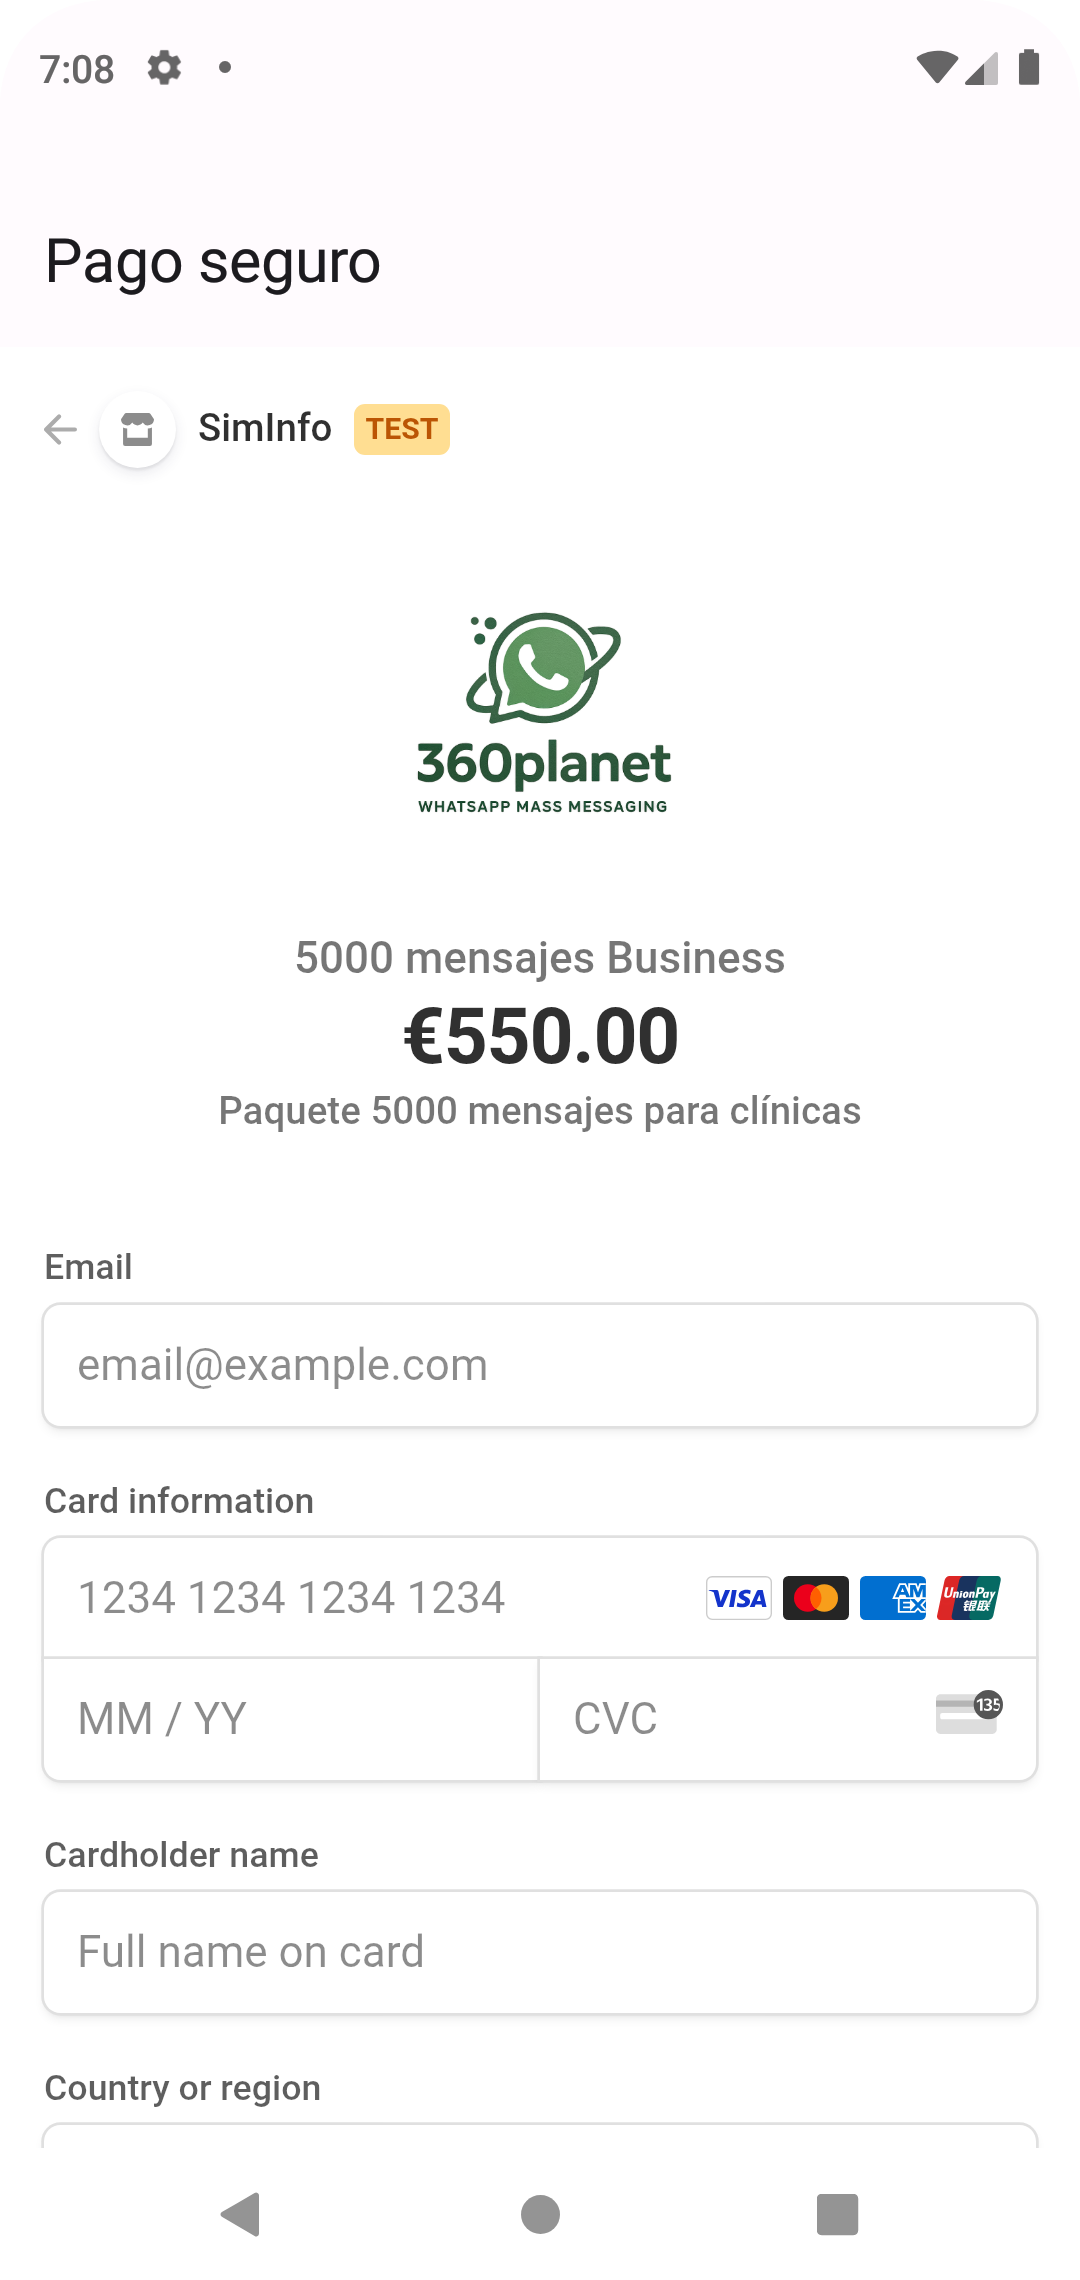 7:08
Pago seguro
SimInfo TEST
360planet
WHATSAPP MASS MESSAGING
5000 mensajes Business
€550.00
Paquete 5000 mensajes para clínicas
Email
email@example.com
Card information
1234 1234 1234 1234 VISA AMEX UnionPay 银联
MM / YY CVC 135
Cardholder name
Full name on card
Country or region